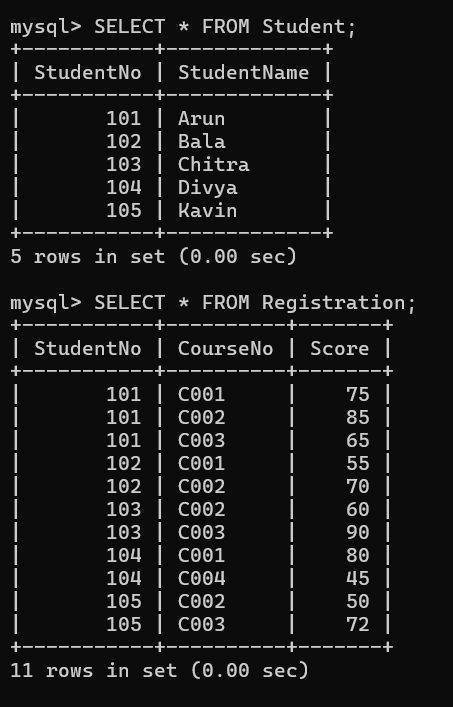 mysql> SELECT * FROM Student;
+-----------+-------------+
| StudentNo | StudentName |
+-----------+-------------+
|       101 | Arun        |
|       102 | Bala        |
|       103 | Chitra      |
|       104 | Divya       |
|       105 | Kavin       |
+-----------+-------------+
5 rows in set (0.00 sec)

mysql> SELECT * FROM Registration;
+-----------+----------+-------+
| StudentNo | CourseNo | Score |
+-----------+----------+-------+
|       101 | C001     |    75 |
|       101 | C002     |    85 |
|       101 | C003     |    65 |
|       102 | C001     |    55 |
|       102 | C002     |    70 |
|       103 | C002     |    60 |
|       103 | C003     |    90 |
|       104 | C001     |    80 |
|       104 | C004     |    45 |
|       105 | C002     |    50 |
|       105 | C003     |    72 |
+-----------+----------+-------+
11 rows in set (0.00 sec)